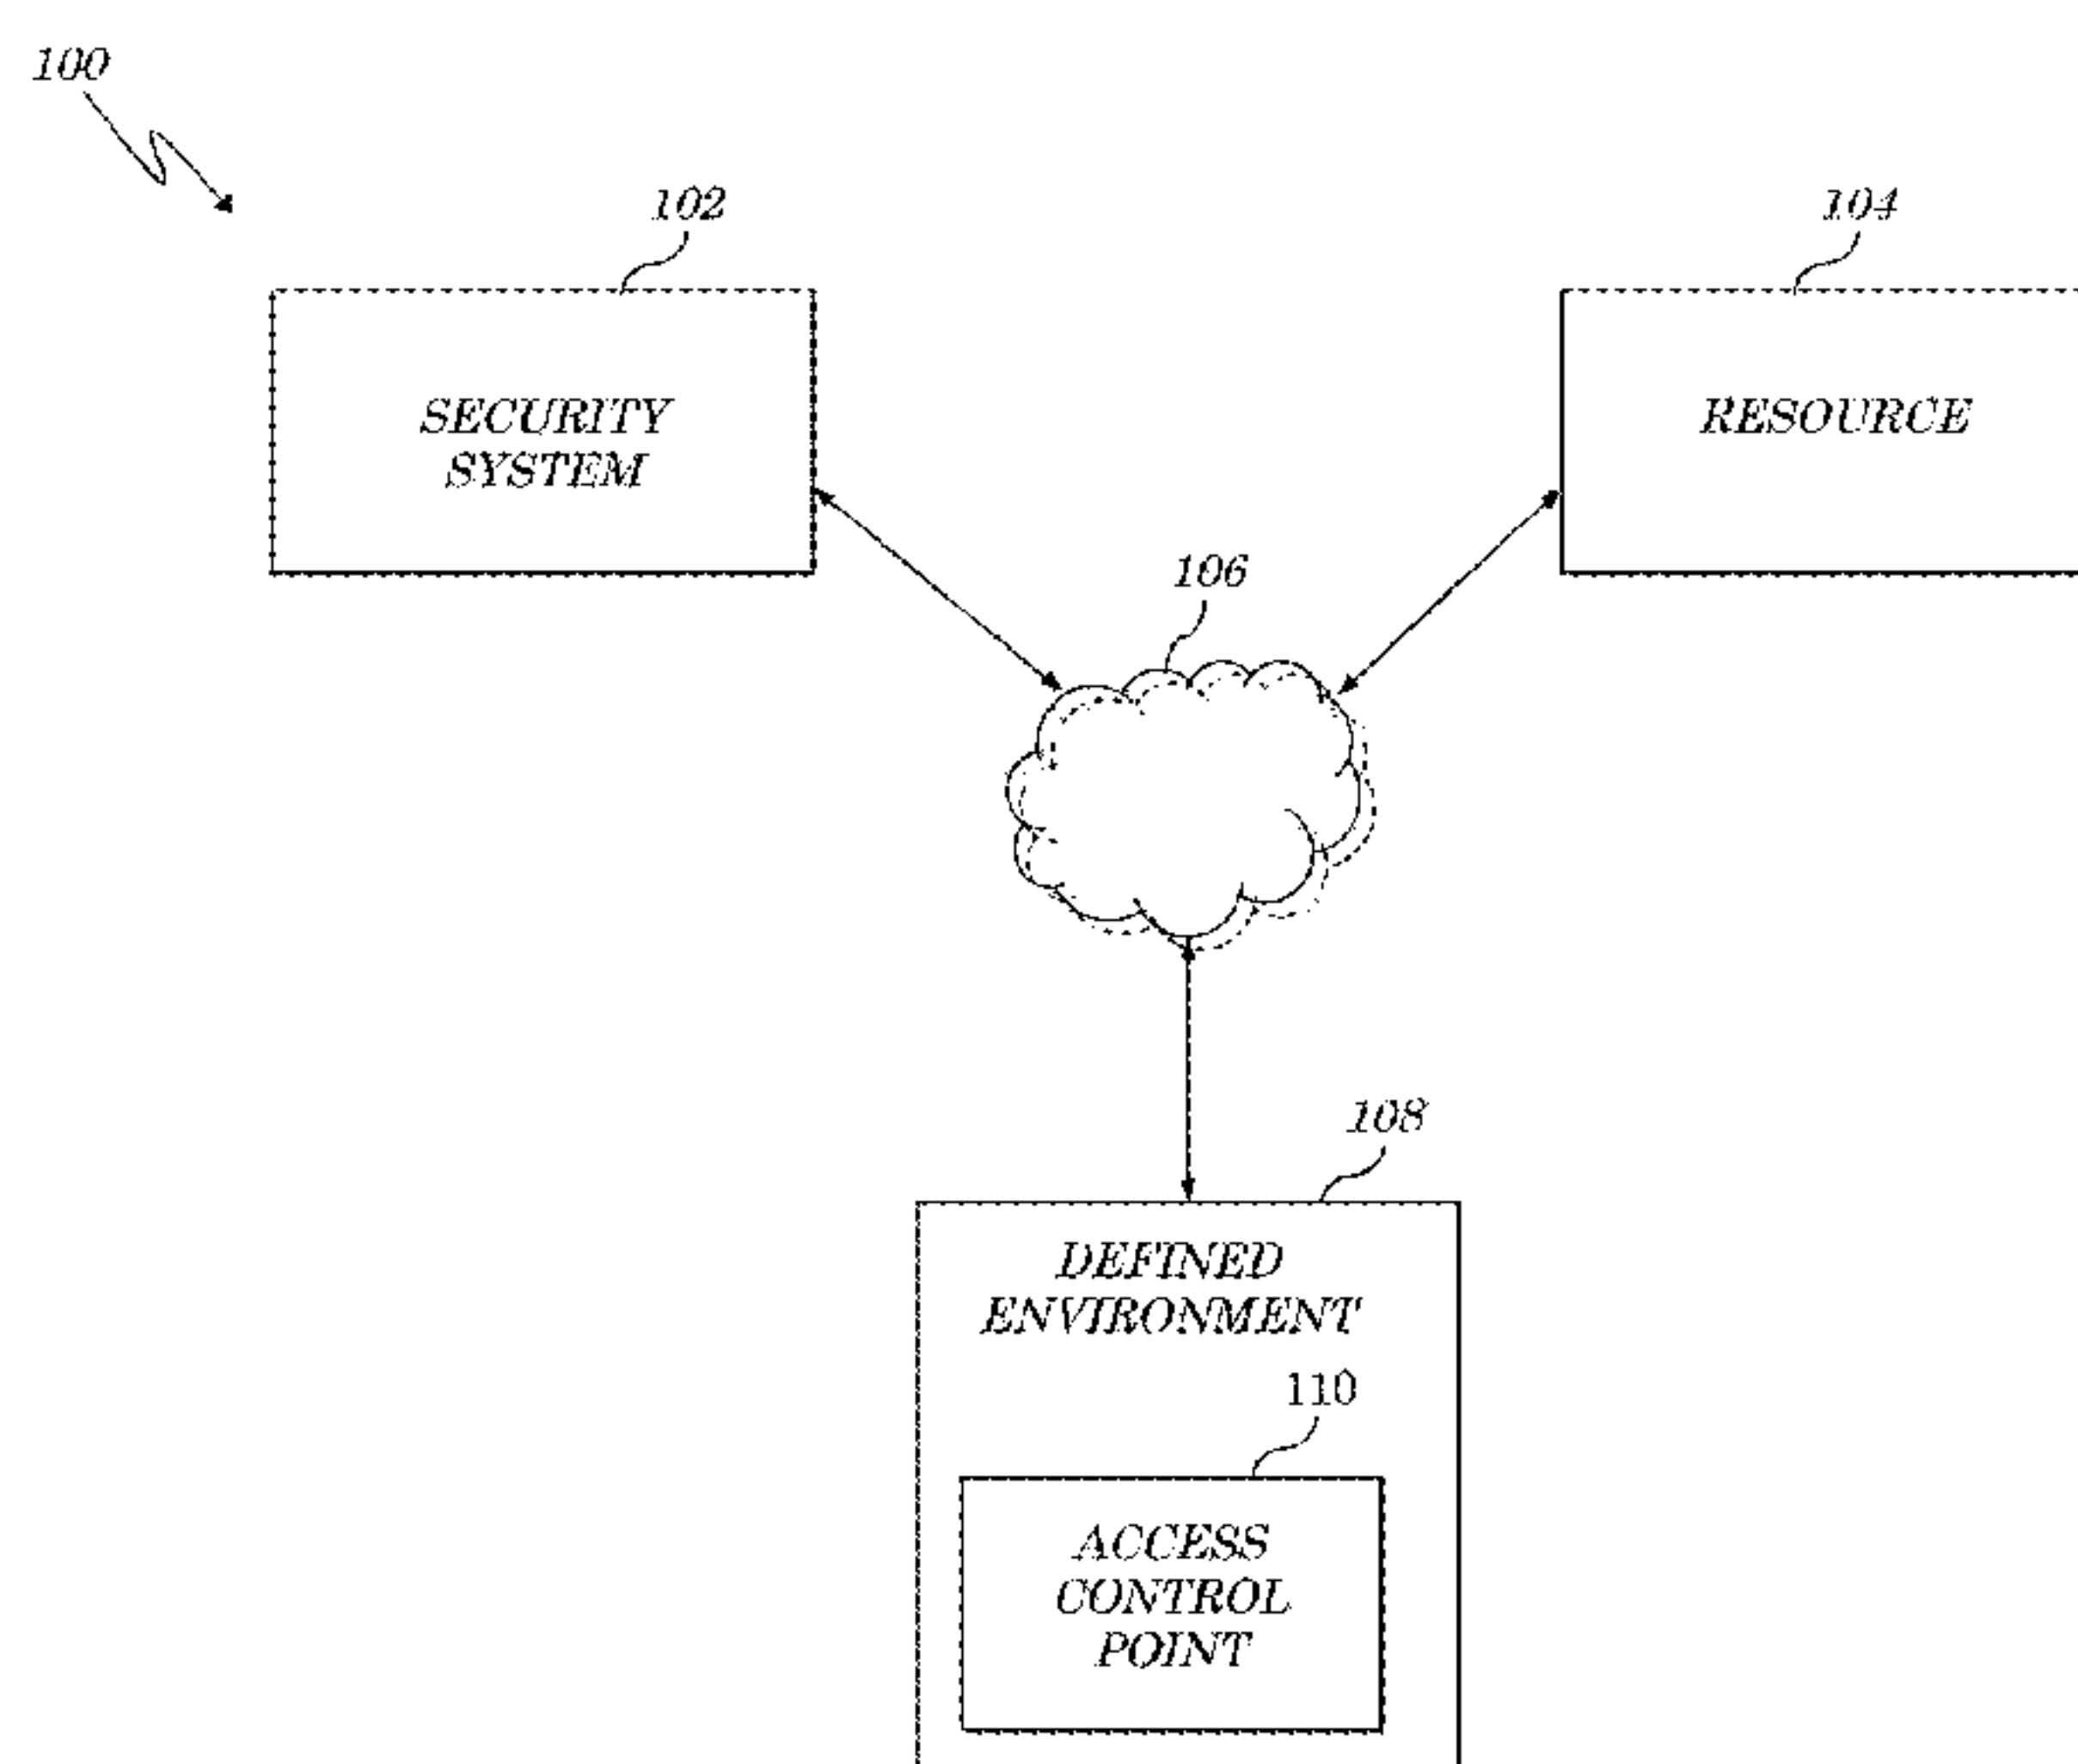 100
102
104
SECURITY
SYSTEM
RESOURCE
106
108
DEFINED
ENVIRONMENT
110
ACCESS
CONTROL
POINT